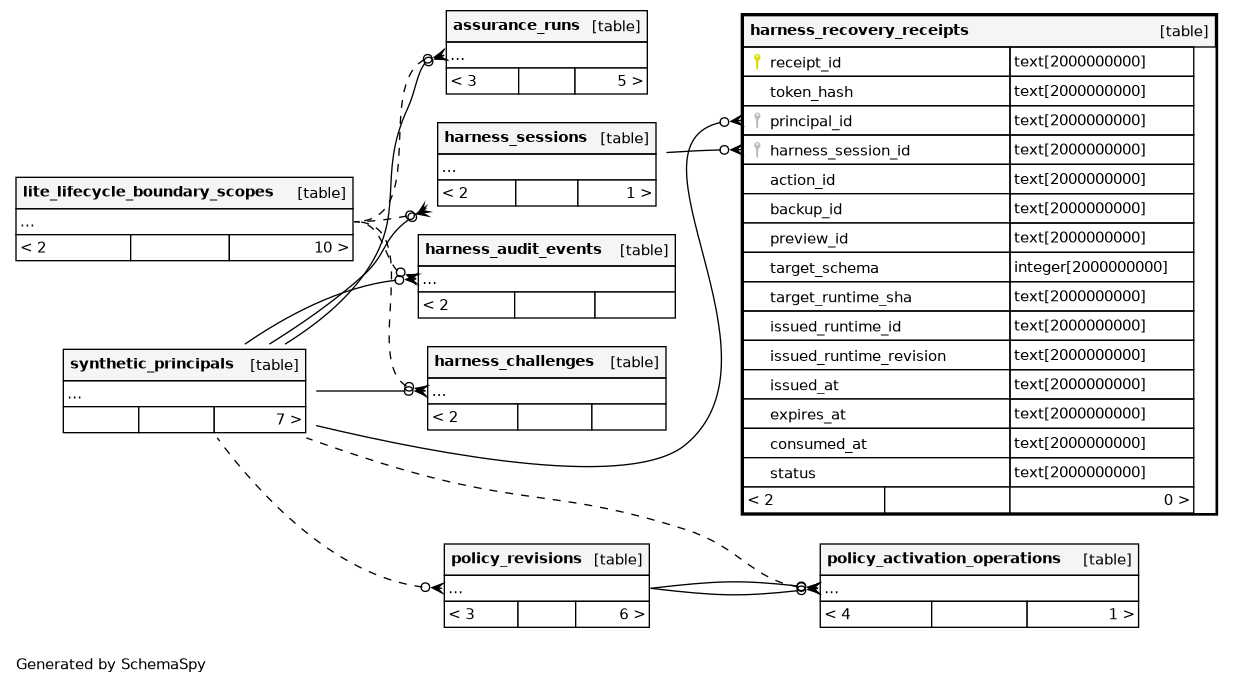 assurance_runs [table]
...
< 3 5 >
harness_sessions [table]
...
< 2 1 >
lite_lifecycle_boundary_scopes [table]
...
< 2 10 >
harness_audit_events [table]
...
< 2
synthetic_principals [table]
...
7 >
harness_challenges [table]
...
< 2
harness_recovery_receipts [table]
receipt_id text[2000000000]
token_hash text[2000000000]
principal_id text[2000000000]
harness_session_id text[2000000000]
action_id text[2000000000]
backup_id text[2000000000]
preview_id text[2000000000]
target_schema integer[2000000000]
target_runtime_sha text[2000000000]
issued_runtime_id text[2000000000]
issued_runtime_revision text[2000000000]
issued_at text[2000000000]
expires_at text[2000000000]
consumed_at text[2000000000]
status text[2000000000]
< 2 0 >
policy_revisions [table]
...
< 3 6 >
policy_activation_operations [table]
...
< 4 1 >
Generated by SchemaSpy